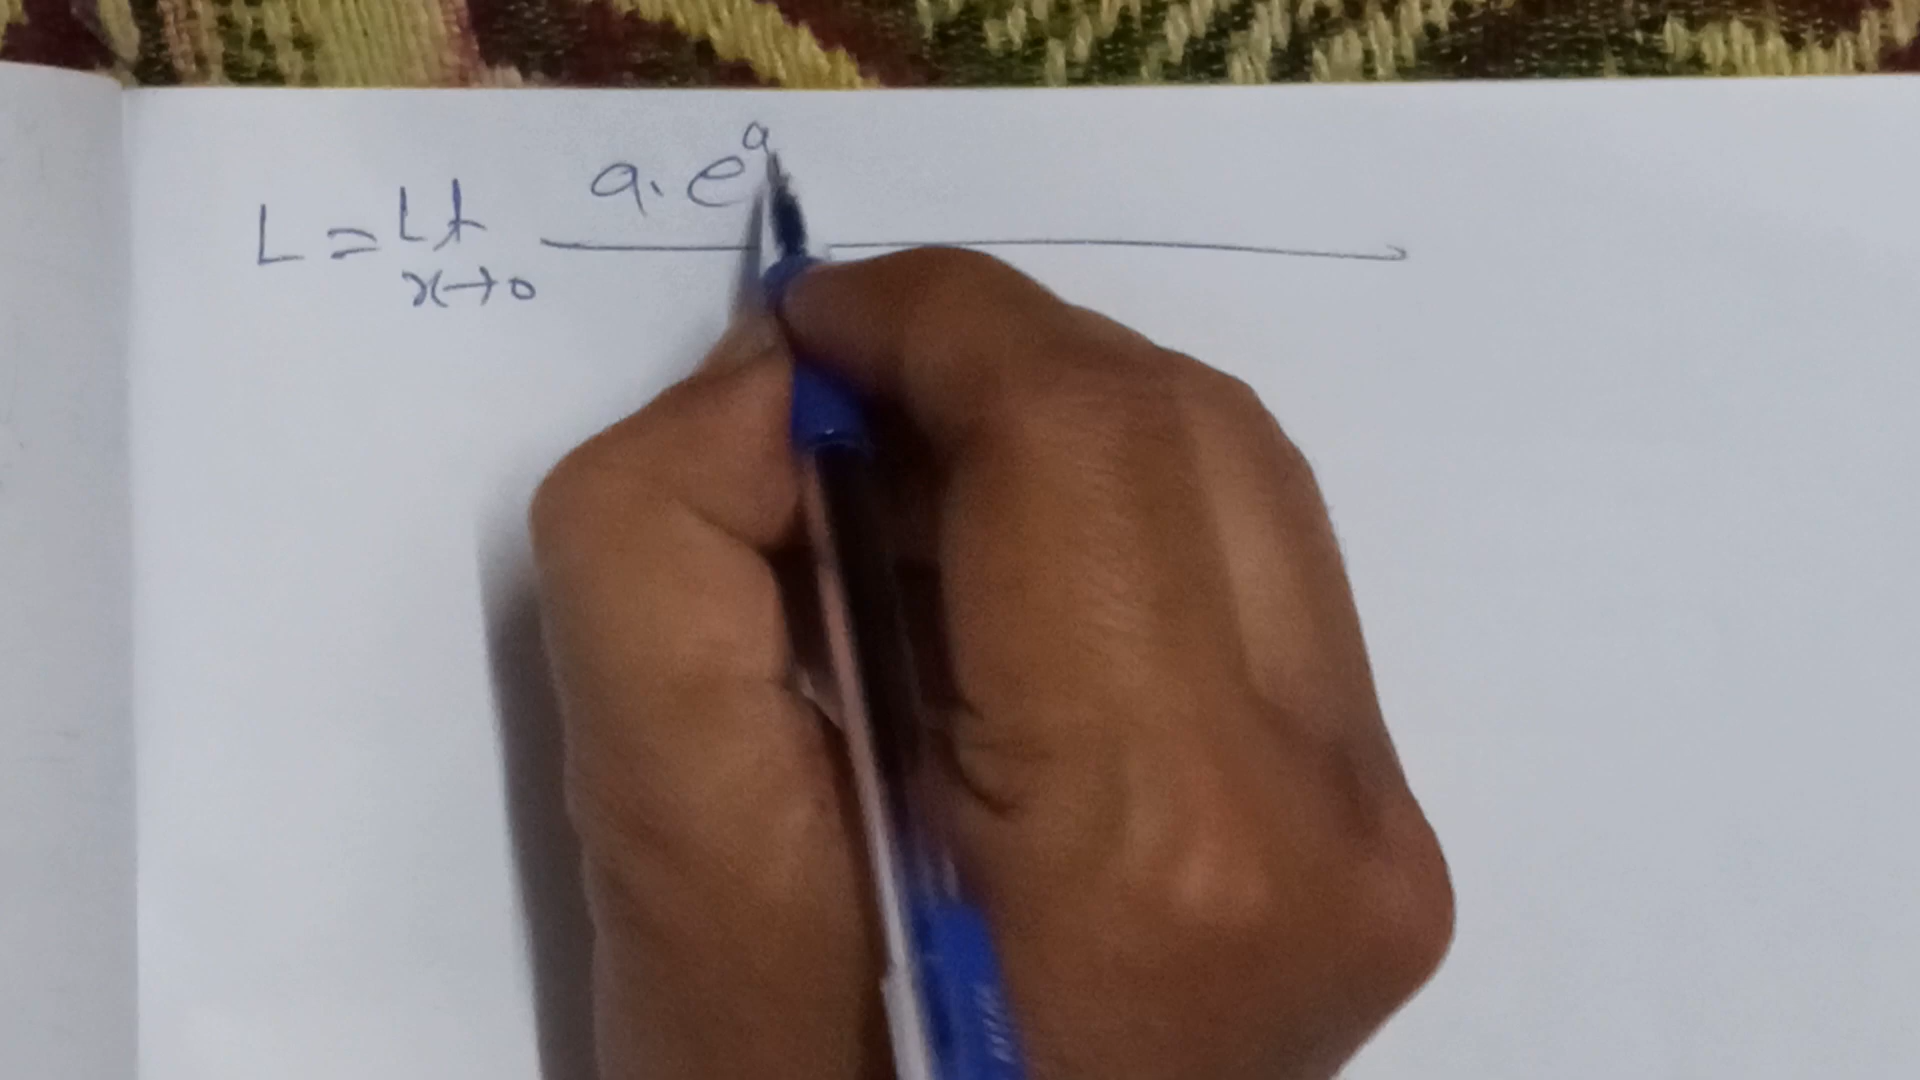 L = Lt x→0 a. e^a